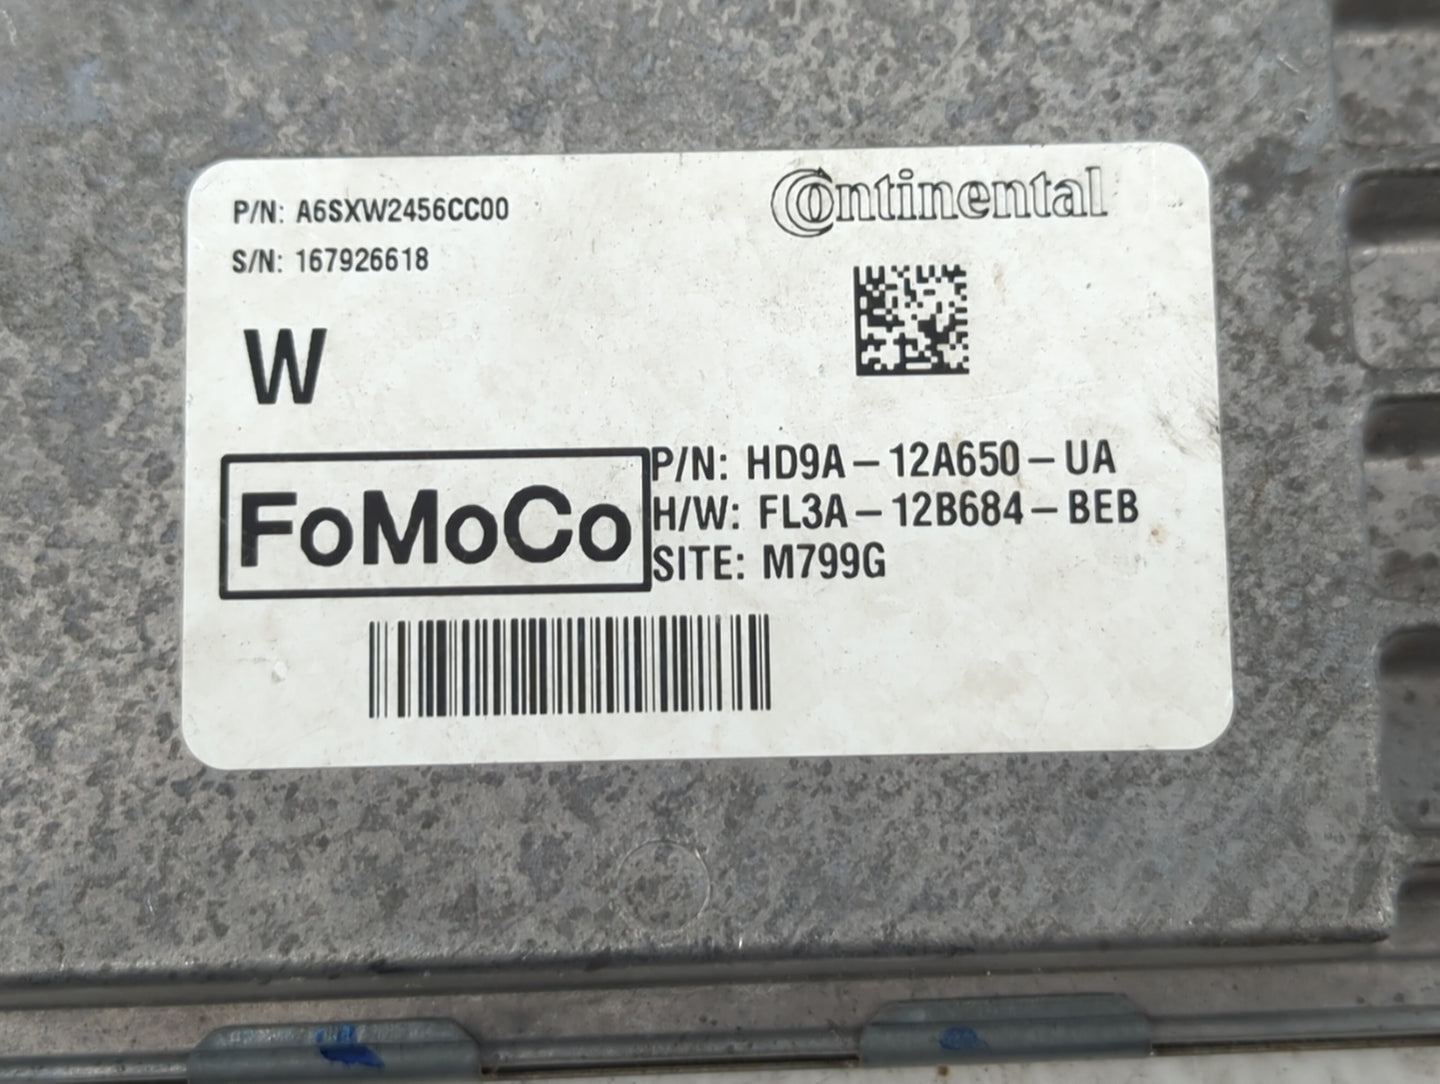 P/N: A6SXW2456CC00
Continental
S/N: 167926618
W
FoMoCo
P/N: HD9A-12A650-UA
H/W: FL3A-12B684-BEB
SITE: M799G